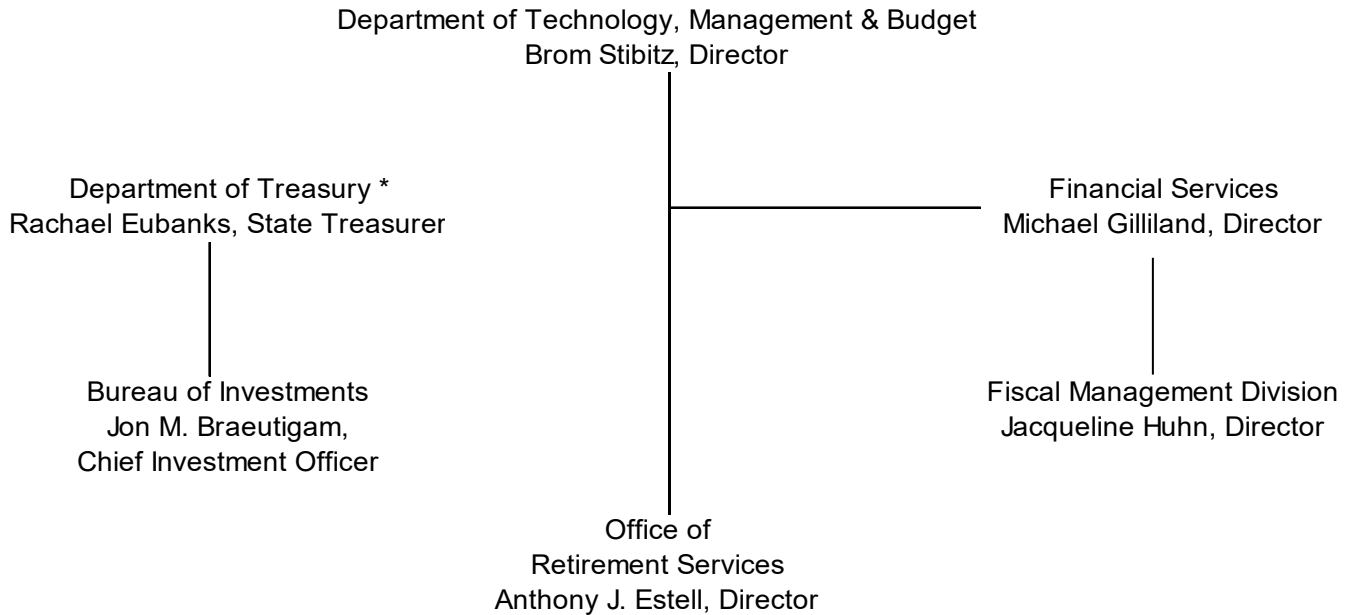 Department of Technology, Management & Budget
Brom Stibitz, Director
Department of Treasury *
Rachael Eubanks, State Treasurer
Financial Services
Michael Gilliland, Director
Bureau of Investments
Jon M. Braeutigam,
Chief Investment Officer
Fiscal Management Division
Jacqueline Huhn, Director
Office of
Retirement Services
Anthony J. Estell, Director